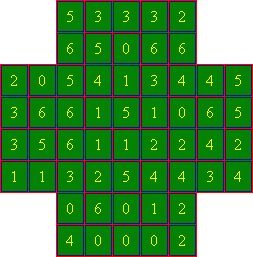 5 3 3 3 2
6 5 0 6 6
2 0 5 4 1 3 4 4 5
3 6 6 1 5 1 0 6 5
3 5 6 1 1 2 2 4 2
1 1 3 2 5 4 4 3 4
0 6 0 1 2
4 0 0 0 2